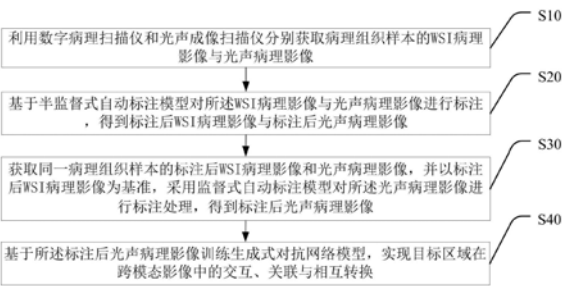 S10
利用数字病理扫描仪和光声成像扫描仪分别获取病理组织样本的WSI病理
影像与光声病理影像
S20
基于半监督式自动标注模型对所述WSI病理影像与光声病理影像进行标注
，得到标注后WSI病理影像与标注后光声病理影像
S30
获取同一病理组织样本的标注后WSI病理影像和光声病理影像，并以标注
后WSI病理影像为基准，采用监督式自动标注模型对所述光声病理影像进
行标注处理，得到标注后光声病理影像
S40
基于所述标注后光声病理影像训练生成式对抗网络模型，实现目标区域在
跨模态影像中的交互、关联与相互转换